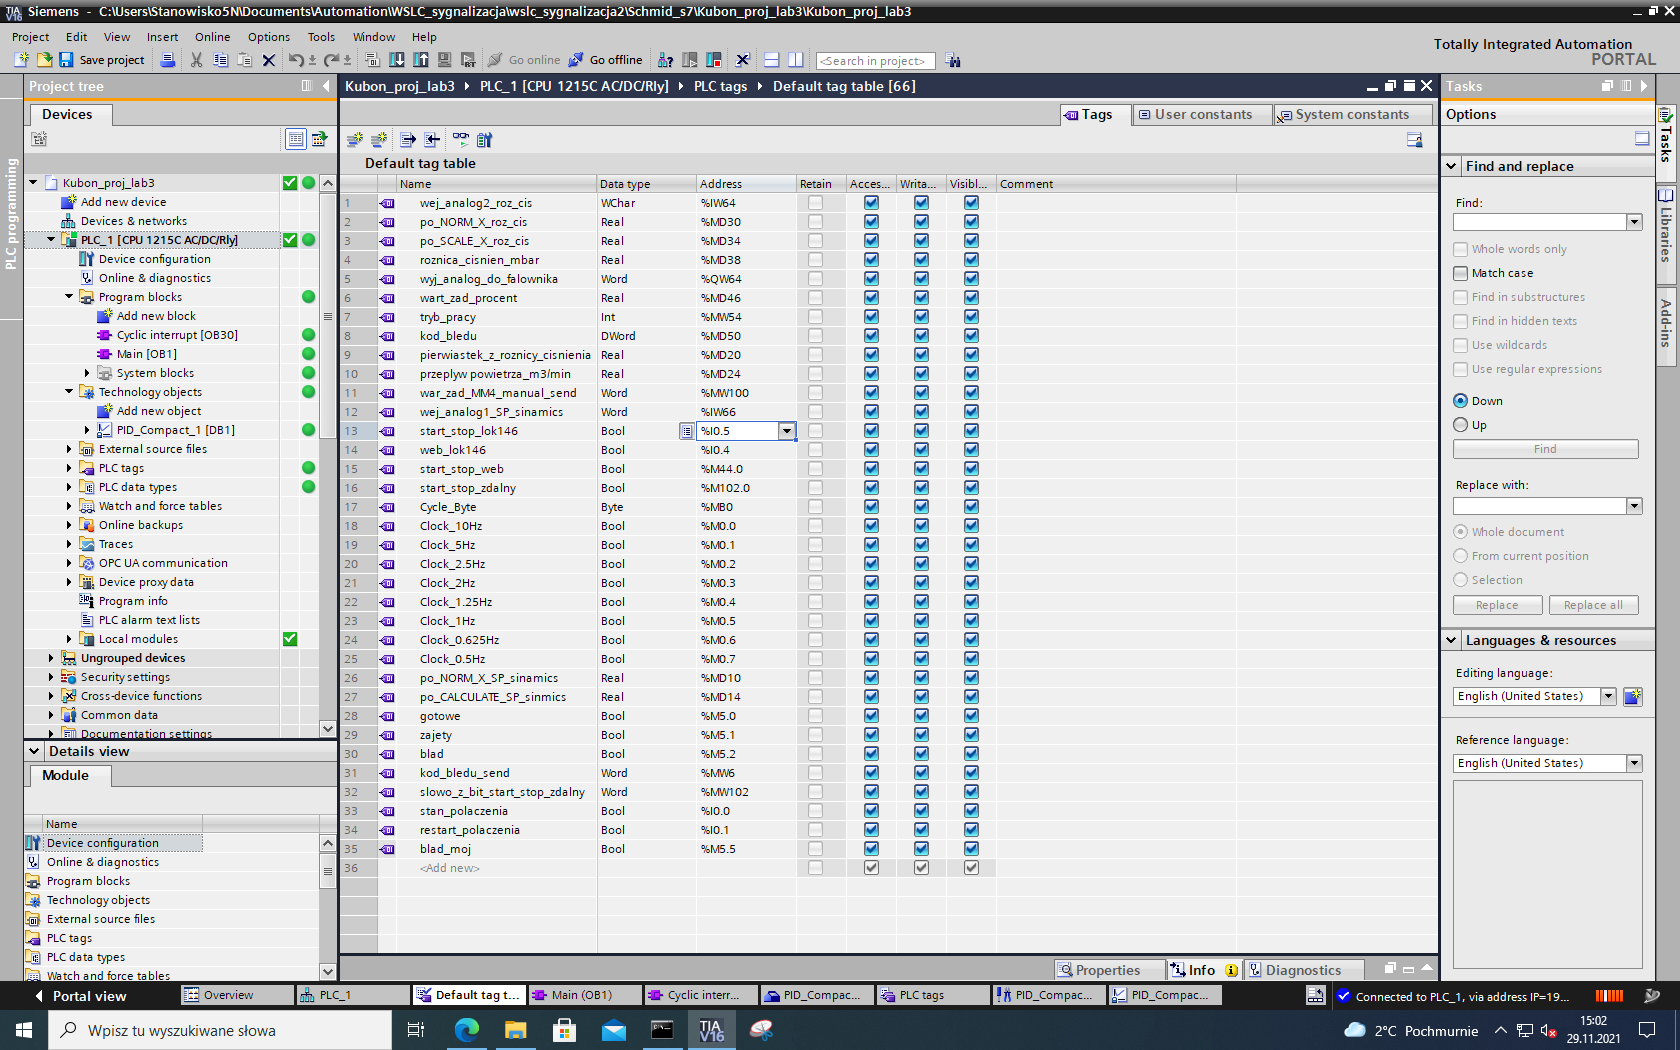 Siemens - C:\Users\Stanowisko5N\Documents\Automation\WSLC_sygnalizacja\wslc_sygnalizacja2\Schmid_s7\Kubon_proj_lab3\Kubon_proj_lab3
Project Edit View Insert Online Options Tools Window Help
Totally Integrated Automation
PORTAL
Save project Go online Go offline <Search in project>
Project tree
Kubon_proj_lab3 PLC_1 [CPU 1215C AC/DC/Rly] PLC tags Default tag table [66]
Tasks
Devices
Tags User constants System constants
Options
PLC programming
Default tag table
Find and replace
Name Data type Address Retain Acces... Writa... Visibl... Comment
Kubon_proj_lab3
Add new device
Devices & networks
PLC_1 [CPU 1215C AC/DC/Rly]
Device configuration
Online & diagnostics
Program blocks
Add new block
Cyclic interrupt [OB30]
Main [OB1]
System blocks
Technology objects
Add new object
PID_Compact_1 [DB1]
External source files
PLC tags
PLC data types
Watch and force tables
Online backups
Traces
OPC UA communication
Device proxy data
Program info
PLC alarm text lists
Local modules
Ungrouped devices
Security settings
Cross-device functions
Common data
Documentation settings
Details view
Module
Name
Device configuration
Online & diagnostics
Program blocks
Technology objects
External source files
PLC tags
PLC data types
Watch and force tables
1 wej_analog2_roz_cis WChar %IW64
2 po_NORM_X_roz_cis Real %MD30
3 po_SCALE_X_roz_cis Real %MD34
4 roznica_cisnien_mbar Real %MD38
5 wyj_analog_do_falownika Word %QW64
6 wart_zad_procent Real %MD46
7 tryb_pracy Int %MW54
8 kod_bledu DWord %MD50
9 pierwiastek_z_roznicy_cisnienia Real %MD20
10 przeplyw powietrza_m3/min Real %MD24
11 war_zad_MM4_manual_send Word %MW100
12 wej_analog1_SP_sinamics Word %IW66
13 start_stop_lok146 Bool %I0.5
14 web_lok146 Bool %I0.4
15 start_stop_web Bool %M44.0
16 start_stop_zdalny Bool %M102.0
17 Cycle_Byte Byte %MB0
18 Clock_10Hz Bool %M0.0
19 Clock_5Hz Bool %M0.1
20 Clock_2.5Hz Bool %M0.2
21 Clock_2Hz Bool %M0.3
22 Clock_1.25Hz Bool %M0.4
23 Clock_1Hz Bool %M0.5
24 Clock_0.625Hz Bool %M0.6
25 Clock_0.5Hz Bool %M0.7
26 po_NORM_X_SP_sinamics Real %MD10
27 po_CALCULATE_SP_sinmics Real %MD14
28 gotowe Bool %M5.0
29 zajety Bool %M5.1
30 blad Bool %M5.2
31 kod_bledu_send Word %MW6
32 slowo_z_bit_start_stop_zdalny Word %MW102
33 stan_polaczenia Bool %I0.0
34 restart_polaczenia Bool %I0.1
35 blad_moj Bool %M5.5
36 <Add new>
Find:
Whole words only
Match case
Find in substructures
Find in hidden texts
Use wildcards
Use regular expressions
Down
Up
Find
Replace with:
Whole document
From current position
Selection
Replace Replace all
Languages & resources
Editing language:
English (United States)
Reference language:
English (United States)
Tasks
Libraries
Add-ins
Properties Info Diagnostics
Portal view Overview PLC_1 Default tag t... Main (OB1) Cyclic interr... PID_Compac... PLC tags PID_Compac... PID_Compac... Connected to PLC_1, via address IP=19...
Wpisz tu wyszukiwane słowa
TIA V16
2°C Pochmurnie
15:02
29.11.2021